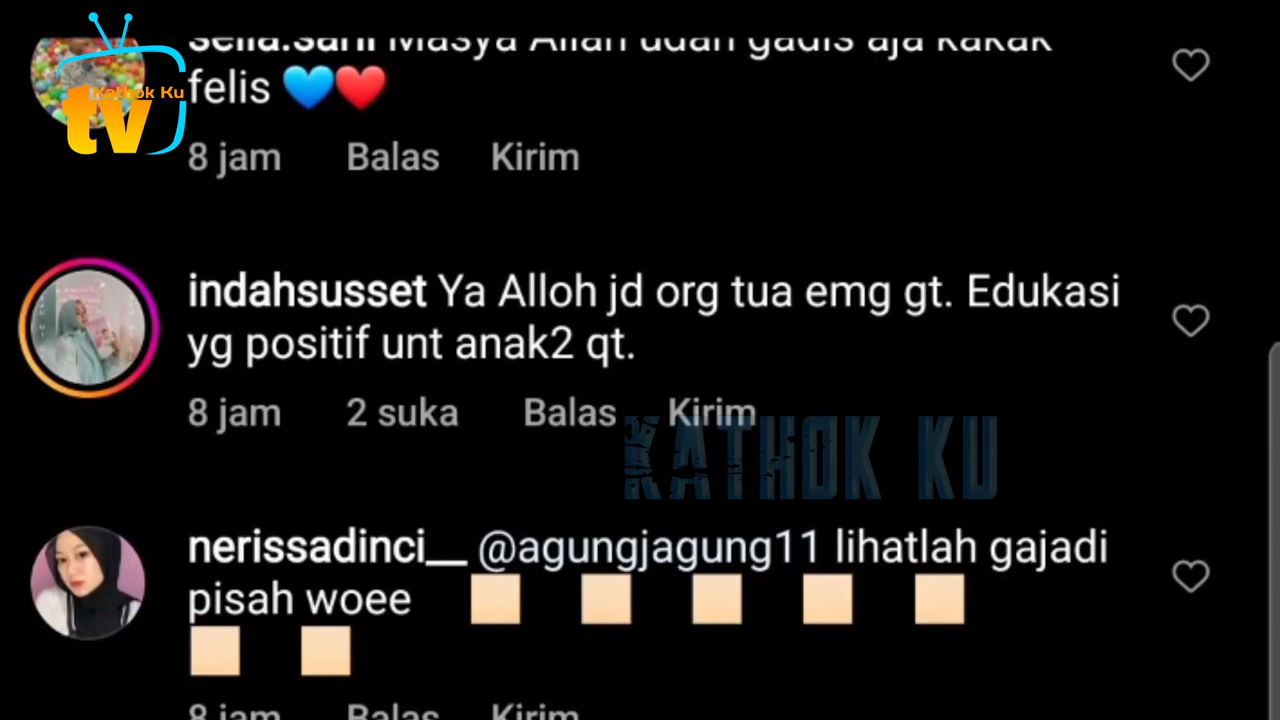 Masya Allah udah gadis aja kakak
felis 💙❤️
Kathok Ku
tv
8 jam Balas Kirim
indahsusset Ya Alloh jd org tua emg gt. Edukasi
yg positif unt anak2 qt.
8 jam 2 suka Balas Kirim
KATHOK KU
nerissadinci__ @agungjagung11 lihatlah gajadi
pisah woee
8 jam Balas Kirim